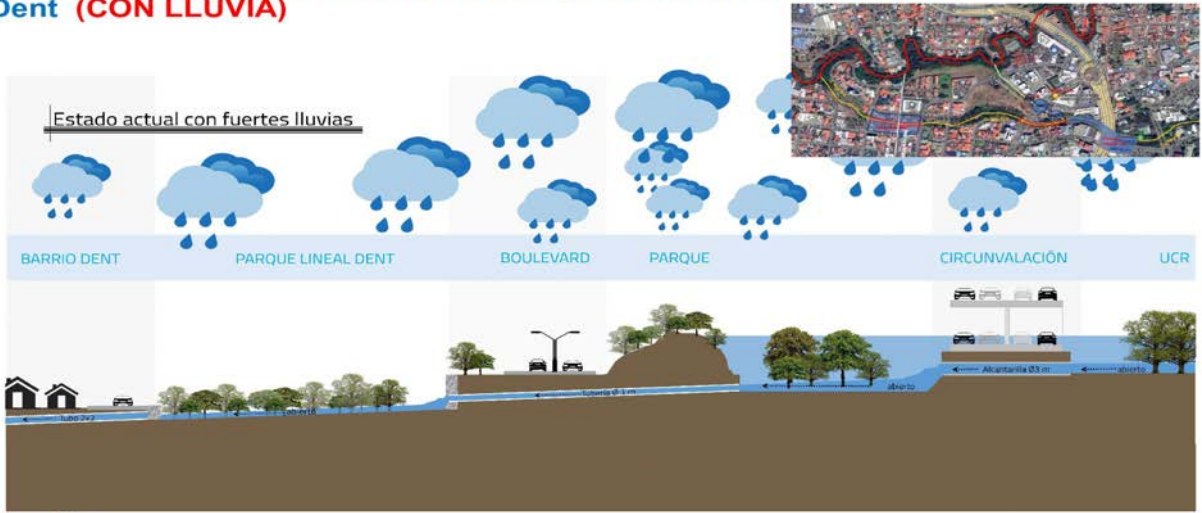 Dent (CON LLUVIA)
Estado actual con fuertes lluvias
BARRIO DENT
PARQUE LINEAL DENT
BOULEVARD
PARQUE
CIRCUNVALACIÓN
UCR
Tubo 2x2
abierto
Tubería Ø 1 m
abierto
Alcantarilla Ø3 m
abierto